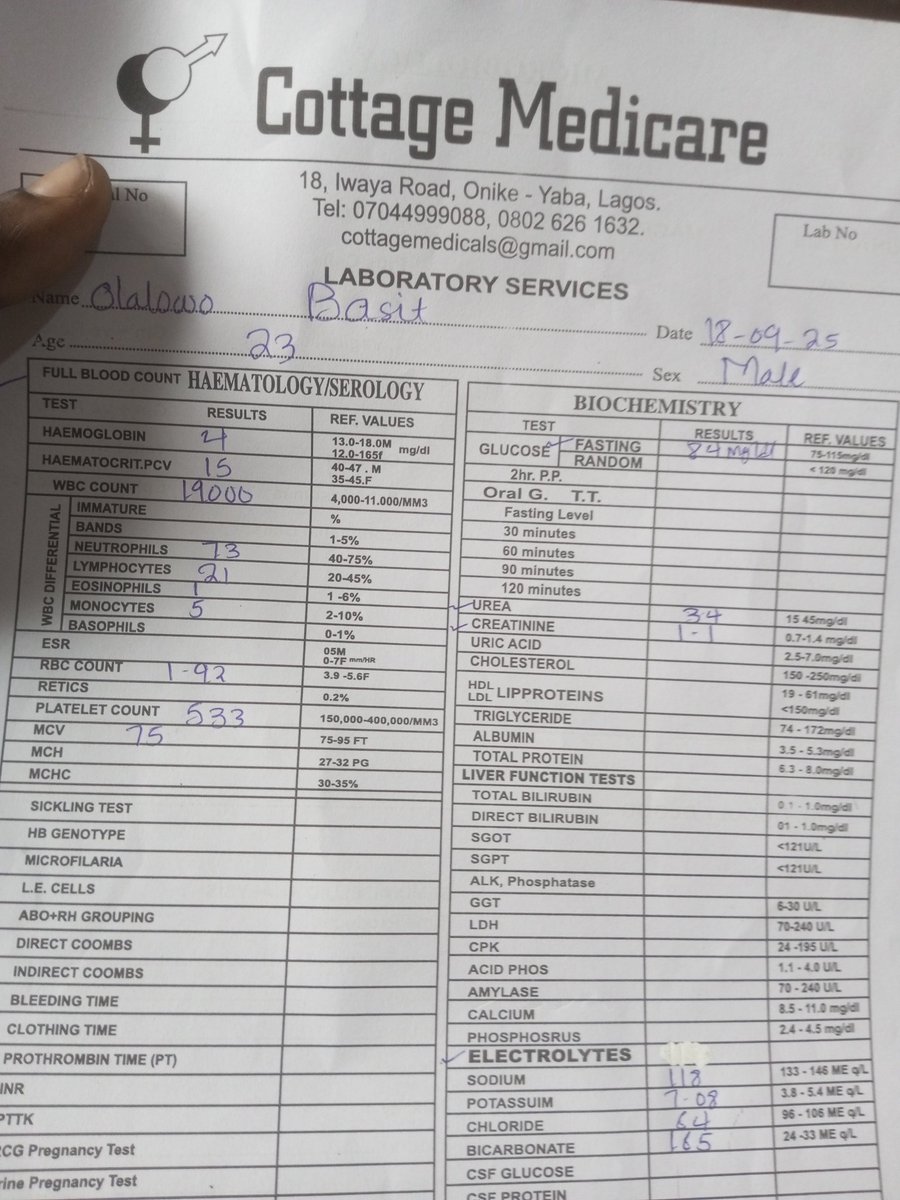 Cottage Medicare
l No
18, Iwaya Road, Onike - Yaba, Lagos.
Tel: 07044999088, 0802 626 1632.
cottagemedicals@gmail.com
Lab No
LABORATORY SERVICES
Name Olalowo Basit Date 18-09-25
Age 23 Sex Male
FULL BLOOD COUNT HAEMATOLOGY/SEROLOGY
TEST RESULTS REF. VALUES
HAEMOGLOBIN 4 13.0-18.0M 12.0-165f mg/dl
HAEMATOCRIT.PCV 15 40-47 . M 35-45.F
WBC COUNT 19000 4,000-11.000/MM3
WBC DIFFERENTIAL
IMMATURE %
BANDS 1-5%
NEUTROPHILS 73 40-75%
LYMPHOCYTES 21 20-45%
EOSINOPHILS 1 1 -6%
MONOCYTES 5 2-10%
BASOPHILS 0-1%
ESR 05M 0-7F mm/HR
RBC COUNT 1-92 3.9 -5.6F
RETICS 0.2%
PLATELET COUNT 533 150,000-400,000/MM3
MCV 75 75-95 FT
MCH 27-32 PG
MCHC 30-35%
SICKLING TEST
HB GENOTYPE
MICROFILARIA
L.E. CELLS
ABO+RH GROUPING
DIRECT COOMBS
INDIRECT COOMBS
BLEEDING TIME
CLOTHING TIME
PROTHROMBIN TIME (PT)
INR
PTTK
CG Pregnancy Test
rine Pregnancy Test
BIOCHEMISTRY
TEST RESULTS REF. VALUES
GLUCOSE FASTING 84 mg/dl 75-115mg/dl
RANDOM < 120 mg/dl
2hr. P.P.
Oral G. T.T.
Fasting Level
30 minutes
60 minutes
90 minutes
120 minutes
UREA 34 15 45mg/dl
CREATININE 1-1 0.7-1.4 mg/dl
URIC ACID 2.5-7.0mg/dl
CHOLESTEROL 150 -250mg/dl
HDL LDL LIPPROTEINS 19 - 61mg/dl <150mg/dl
TRIGLYCERIDE 74 - 172mg/dl
ALBUMIN 3.5 - 5.3mg/dl
TOTAL PROTEIN 6.3 - 8.0mg/dl
LIVER FUNCTION TESTS
TOTAL BILIRUBIN 0.1 - 1.0mg/dl
DIRECT BILIRUBIN 01 - 1.0mg/dl
SGOT <121U/L
SGPT <121U/L
ALK, Phosphatase
GGT 6-30 U/L
LDH 70-240 U/L
CPK 24 -195 U/L
ACID PHOS 1.1 - 4.0 U/L
AMYLASE 70 - 240 U/L
CALCIUM 8.5 - 11.0 mg/dl
PHOSPHOSRUS 2.4 - 4.5 mg/dl
ELECTROLYTES
SODIUM 118 133 - 146 ME q/L
POTASSUIM 7-08 3.8 - 5.4 ME q/L
CHLORIDE 64 96 - 106 ME q/L
BICARBONATE 165 24 -33 ME q/L
CSF GLUCOSE
CSF PROTEIN